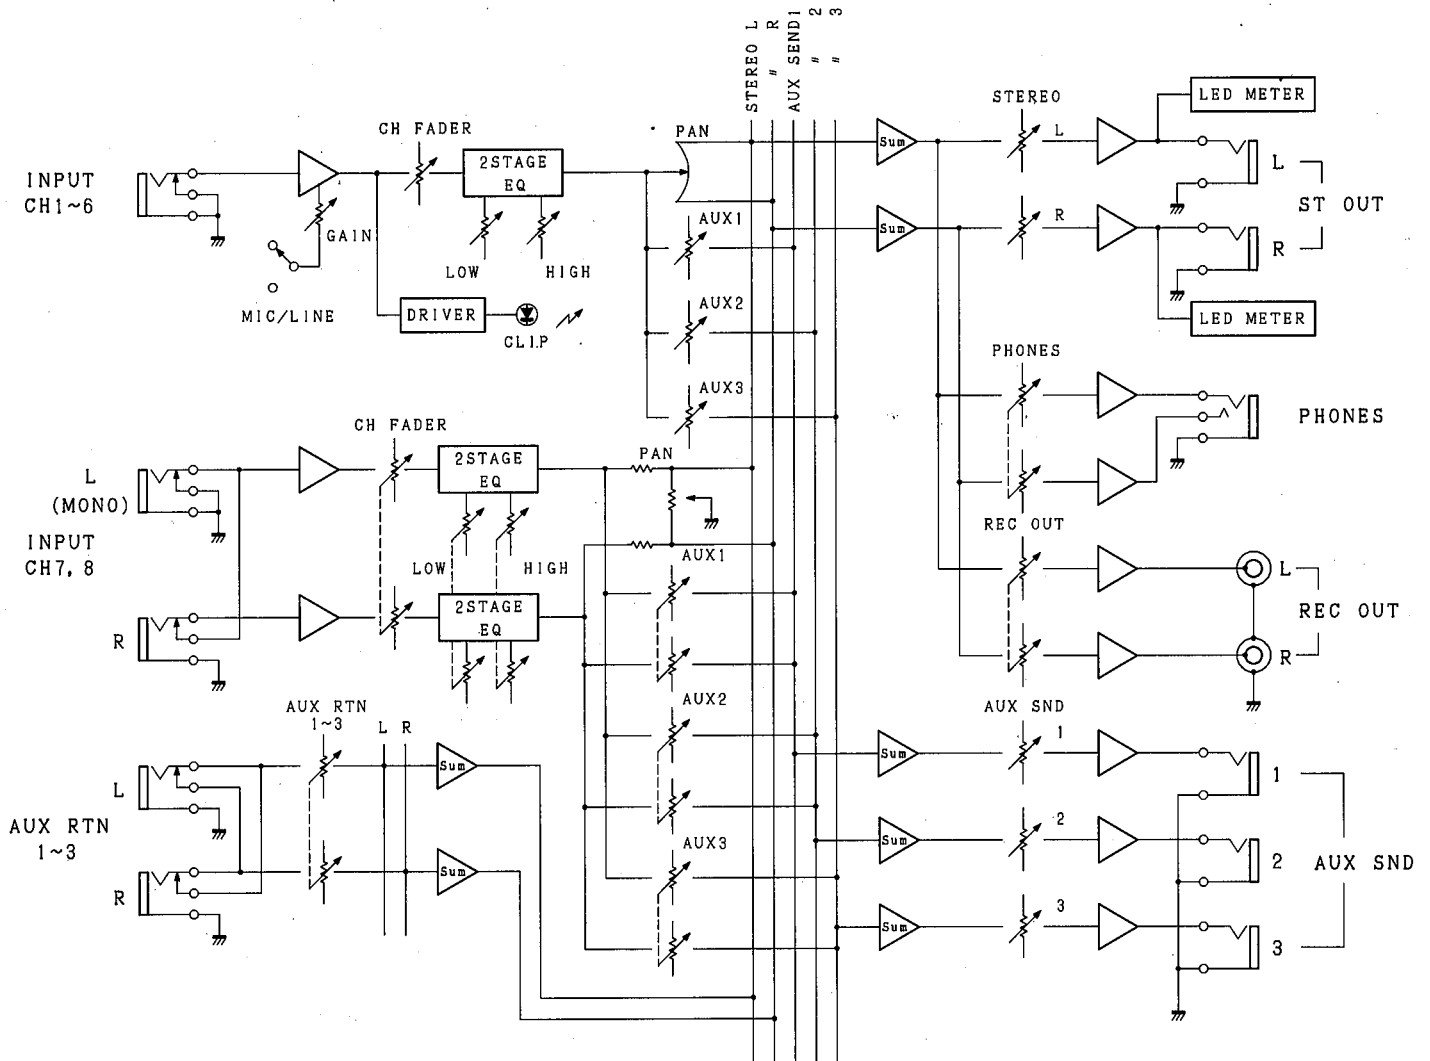 STEREO L
〃 R
AUX SEND1
〃 2
〃 3
INPUT
CH1~6
GAIN
MIC/LINE
CH FADER
2STAGE
EQ
LOW
HIGH
DRIVER
CLI.P
PAN
AUX1
AUX2
AUX3
Sum
Sum
STEREO
L
R
LED METER
L
R
ST OUT
LED METER
PHONES
PHONES
REC OUT
L
R
REC OUT
L
(MONO)
INPUT
CH7, 8
R
CH FADER
2STAGE
EQ
LOW
HIGH
2STAGE
EQ
PAN
AUX1
AUX2
AUX3
AUX RTN
1~3
L R
L
AUX RTN
1~3
R
Sum
Sum
AUX SND
Sum
1
1
Sum
2
2
Sum
3
3
AUX SND